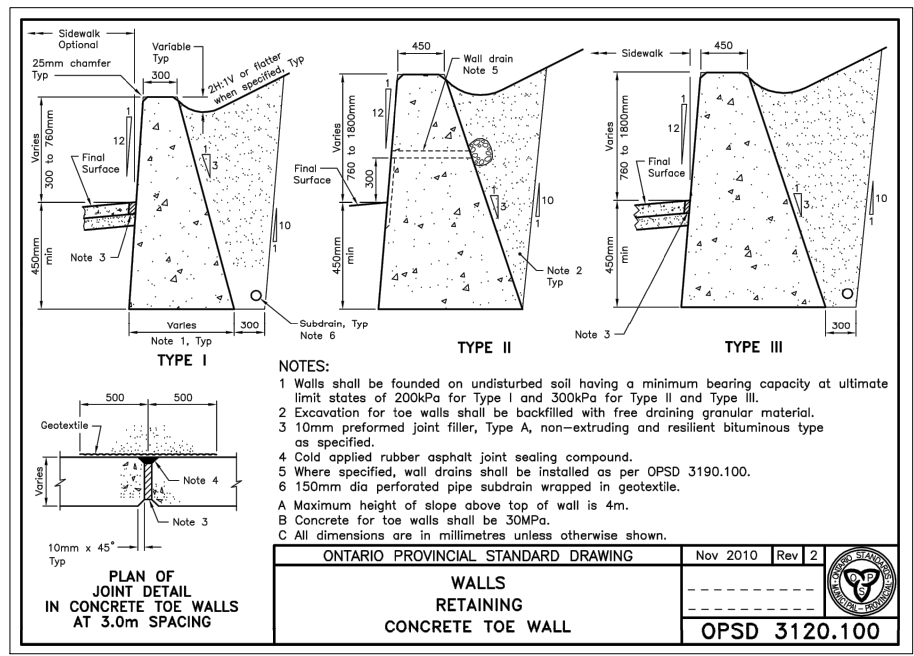 Sidewalk
Optional
25mm chamfer
Typ
Variable
Typ
300
2H:1V or flatter
when specified, Typ
1
12
Varies
300 to 760mm
Final
Surface
1
3
450mm
min
Note 3
10
1
Varies
Note 1, Typ
300
Subdrain, Typ
Note 6
TYPE I
450
Wall drain
Note 5
1
12
Varies
760 to 1800mm
Final
Surface
300
1
3
450mm
min
10
1
Note 2
Typ
TYPE II
Sidewalk
450
1
12
Varies
760 to 1800mm
Final
Surface
1
3
450mm
min
10
1
Note 3
300
TYPE III
500
500
Geotextile
Varies
Note 4
Note 3
10mm x 45°
Typ
PLAN OF
JOINT DETAIL
IN CONCRETE TOE WALLS
AT 3.0m SPACING
NOTES:
1 Walls shall be founded on undisturbed soil having a minimum bearing capacity at ultimate
limit states of 200kPa for Type I and 300kPa for Type II and Type III.
2 Excavation for toe walls shall be backfilled with free draining granular material.
3 10mm preformed joint filler, Type A, non-extruding and resilient bituminous type
as specified.
4 Cold applied rubber asphalt joint sealing compound.
5 Where specified, wall drains shall be installed as per OPSD 3190.100.
6 150mm dia perforated pipe subdrain wrapped in geotextile.
A Maximum height of slope above top of wall is 4m.
B Concrete for toe walls shall be 30MPa.
C All dimensions are in millimetres unless otherwise shown.
ONTARIO PROVINCIAL STANDARD DRAWING
Nov 2010 Rev 2
WALLS
RETAINING
CONCRETE TOE WALL
OPSD 3120.100
ONTARIO STANDARDS
MUNICIPAL - PROVINCIAL
O P
S